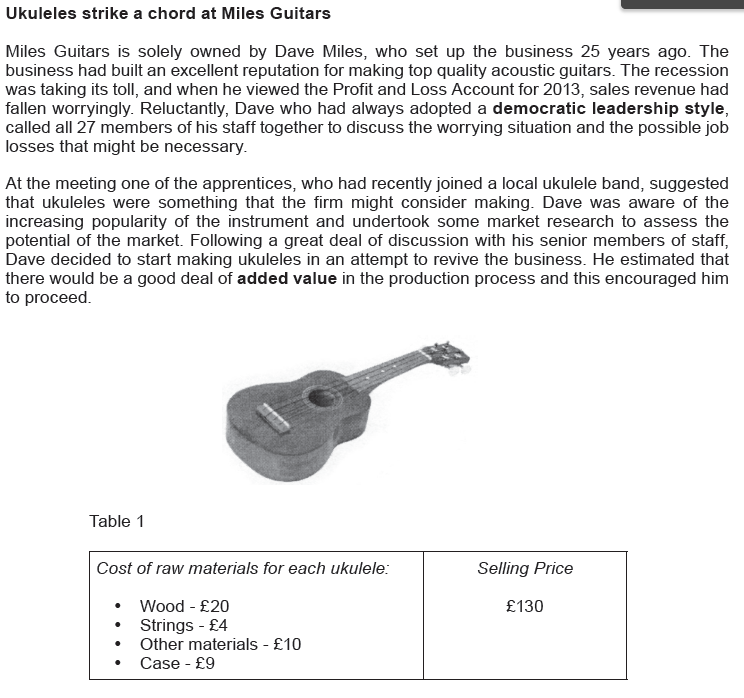 Ukuleles strike a chord at Miles Guitars
Miles Guitars is solely owned by Dave Miles, who set up the business 25 years ago. The
business had built an excellent reputation for making top quality acoustic guitars. The recession
was taking its toll, and when he viewed the Profit and Loss Account for 2013, sales revenue had
fallen worryingly. Reluctantly, Dave who had always adopted a democratic leadership style,
called all 27 members of his staff together to discuss the worrying situation and the possible job
losses that might be necessary.
At the meeting one of the apprentices, who had recently joined a local ukulele band, suggested
that ukuleles were something that the firm might consider making. Dave was aware of the
increasing popularity of the instrument and undertook some market research to assess the
potential of the market. Following a great deal of discussion with his senior members of staff,
Dave decided to start making ukuleles in an attempt to revive the business. He estimated that
there would be a good deal of added value in the production process and this encouraged him
to proceed.
Table 1
Cost of raw materials for each ukulele:
• Wood - £20
• Strings - £4
• Other materials - £10
• Case - £9
Selling Price
£130